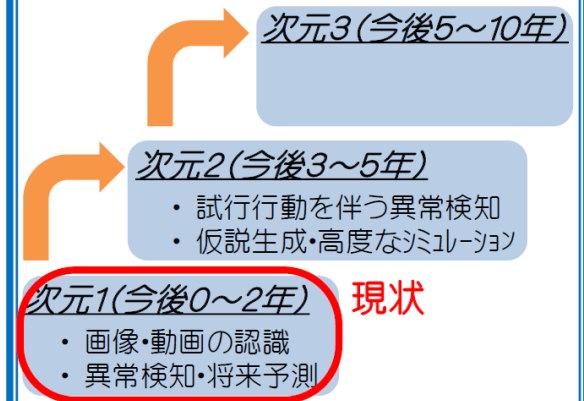 次元3(今後5～10年)
次元2(今後3～5年)
・試行行動を伴う異常検知
・仮説生成・高度なシミュレーション
次元1(今後0～2年)
現状
・画像・動画の認識
・異常検知・将来予測